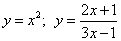 y = x²; y = (2x+1)/(3x-1)